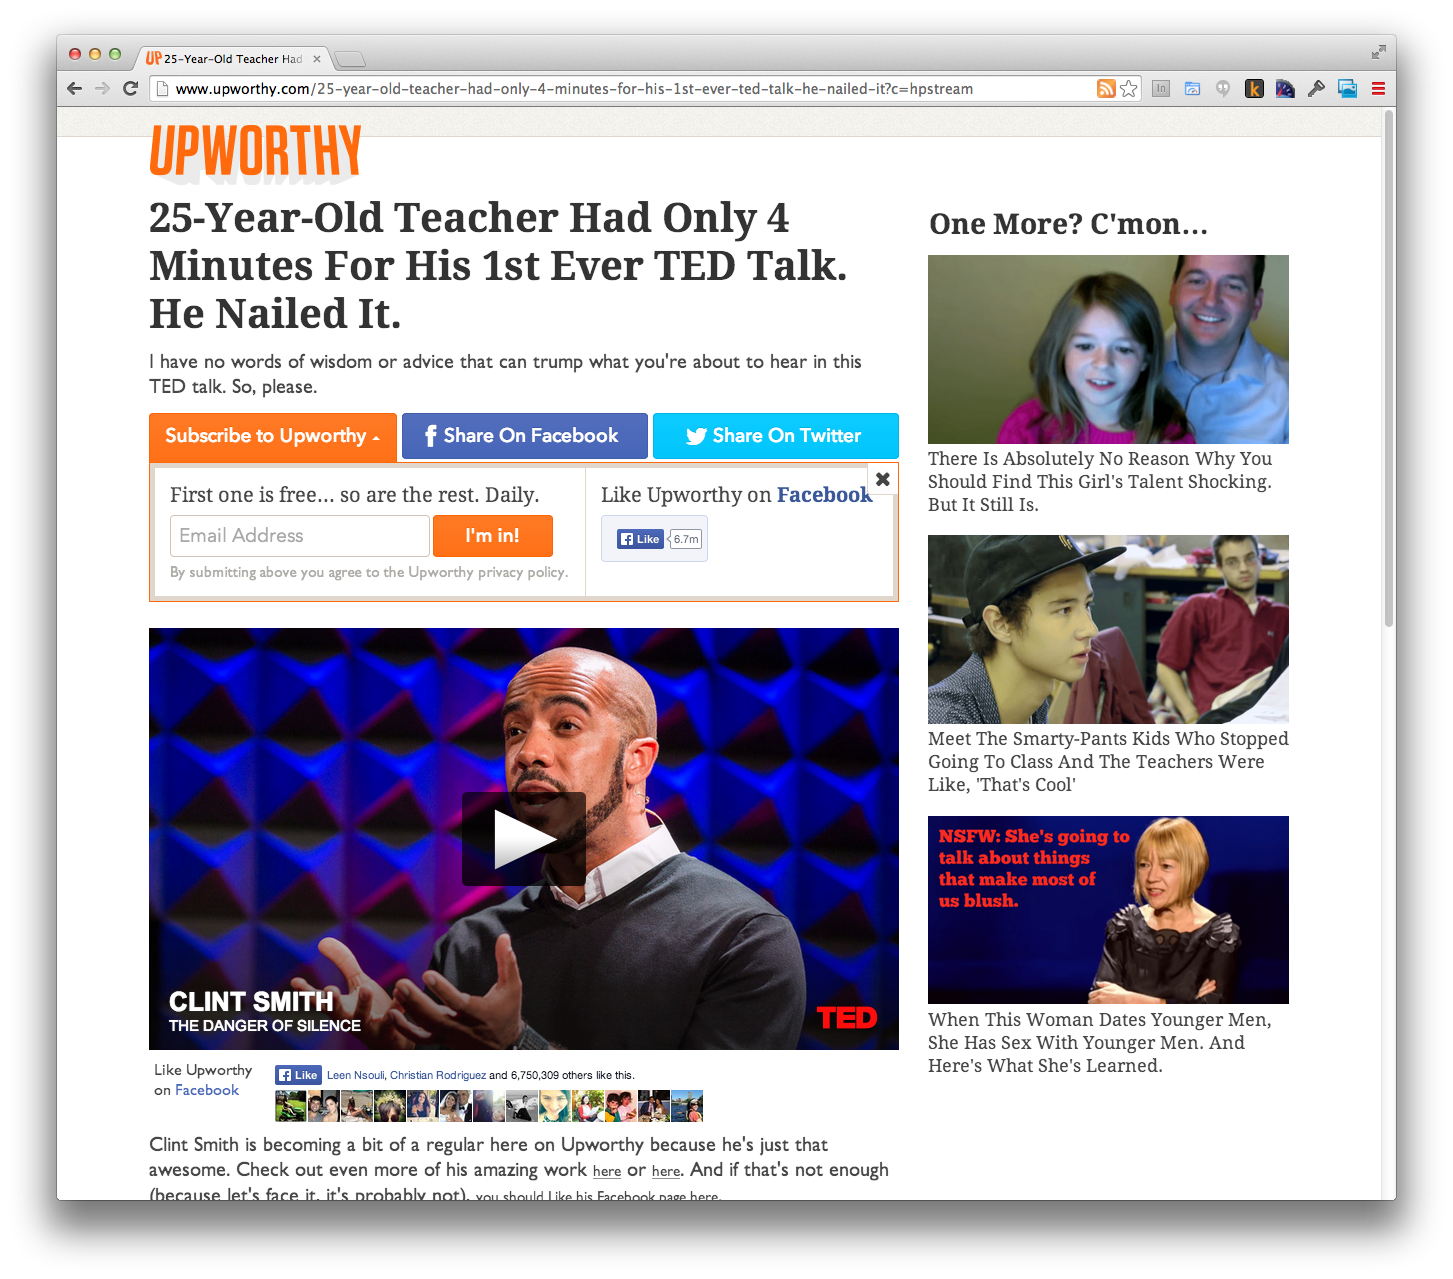 25-Year-Old Teacher Had
www.upworthy.com/25-year-old-teacher-had-only-4-minutes-for-his-1st-ever-ted-talk-he-nailed-it?c=hpstream
UPWORTHY
25-Year-Old Teacher Had Only 4
Minutes For His 1st Ever TED Talk.
He Nailed It.
I have no words of wisdom or advice that can trump what you're about to hear in this
TED talk. So, please.
Subscribe to Upworthy
Share On Facebook
Share On Twitter
First one is free... so are the rest. Daily.
Email Address
I'm in!
By submitting above you agree to the Upworthy privacy policy.
Like Upworthy on Facebook
Like
6.7m
CLINT SMITH
THE DANGER OF SILENCE
TED
Like Upworthy
on Facebook
Like
Leen Nsouli, Christian Rodriguez and 6,750,309 others like this.
Clint Smith is becoming a bit of a regular here on Upworthy because he's just that
awesome. Check out even more of his amazing work here or here. And if that's not enough
(because let's face it, it's probably not), you should Like his Facebook page here.
One More? C'mon...
There Is Absolutely No Reason Why You
Should Find This Girl's Talent Shocking.
But It Still Is.
Meet The Smarty-Pants Kids Who Stopped
Going To Class And The Teachers Were
Like, 'That's Cool'
NSFW: She's going to
talk about things
that make most of
us blush.
When This Woman Dates Younger Men,
She Has Sex With Younger Men. And
Here's What She's Learned.